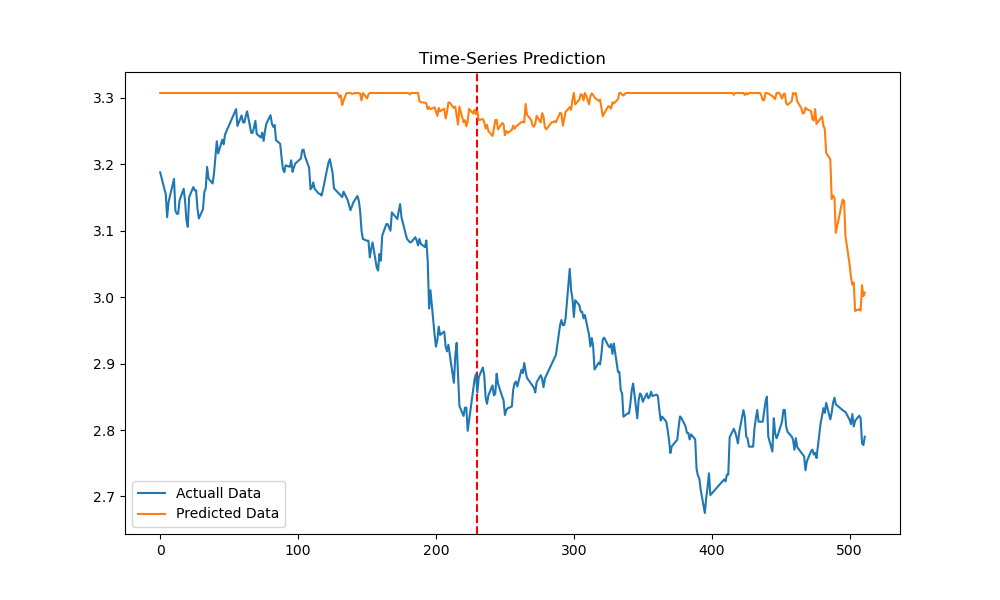 Time-Series Prediction
3.3
3.2
3.1
3.0
2.9
2.8
2.7
Actuall Data
Predicted Data
0 100 200 300 400 500